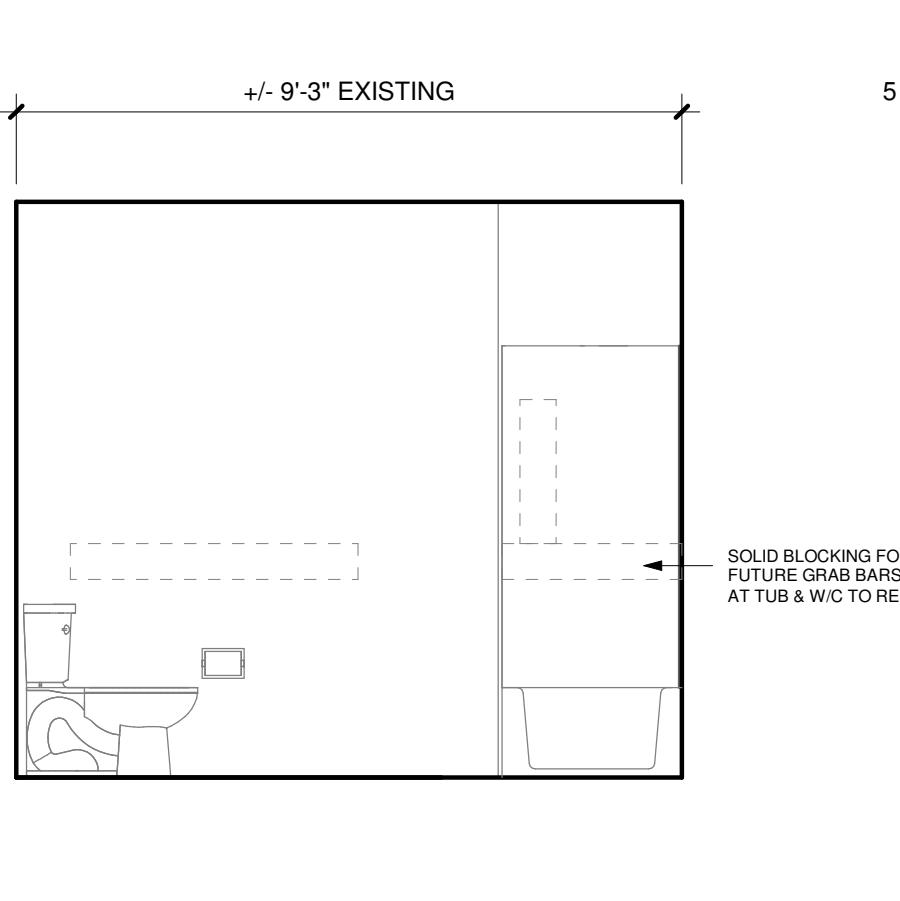 +/- 9'-3" EXISTING
5
SOLID BLOCKING FO
FUTURE GRAB BARS
AT TUB & W/C TO RE